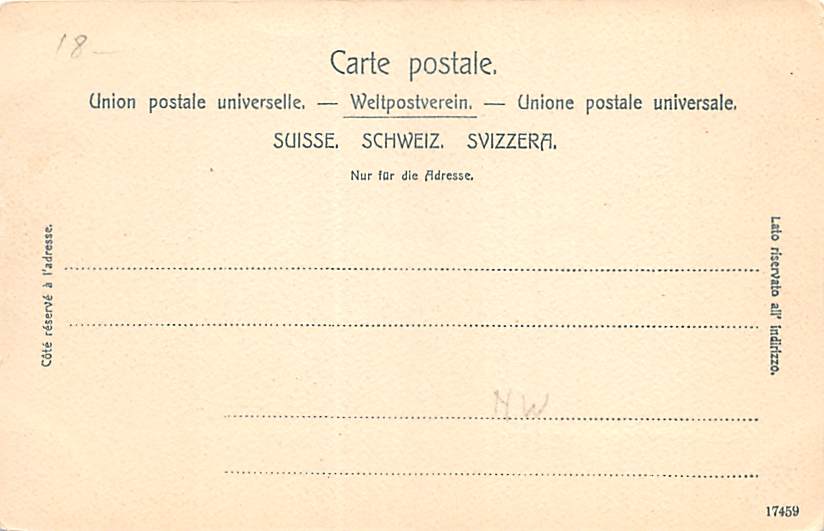 18 –
Carte postale.
Union postale universelle. — Weltpostverein. — Unione postale universale.
SUISSE. SCHWEIZ. SVIZZERA.
Nur für die Adresse.
Côté réservé à l'adresse.
Lato riservato all' indirizzo.
HW
17459